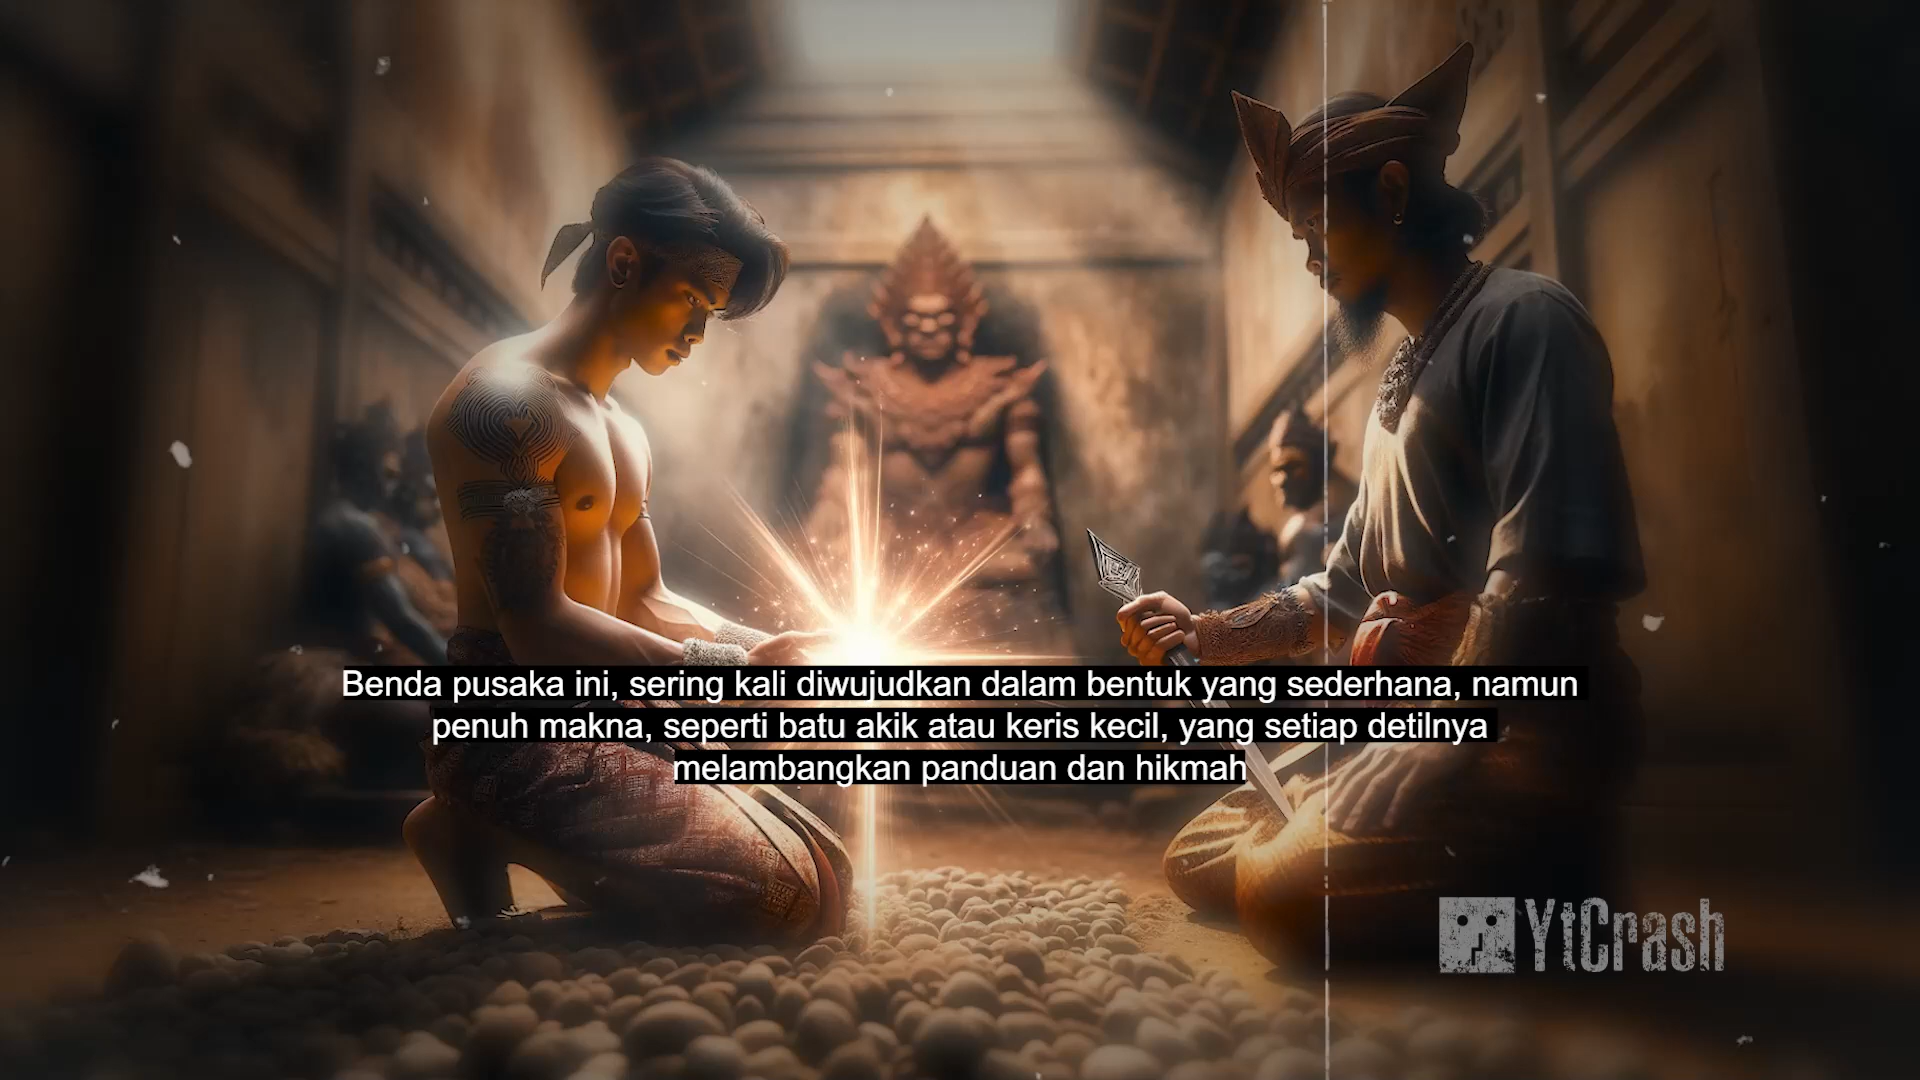 Benda pusaka ini, sering kali diwujudkan dalam bentuk yang sederhana, namun
penuh makna, seperti batu akik atau keris kecil, yang setiap detilnya
melambangkan panduan dan hikmah
YtCrash